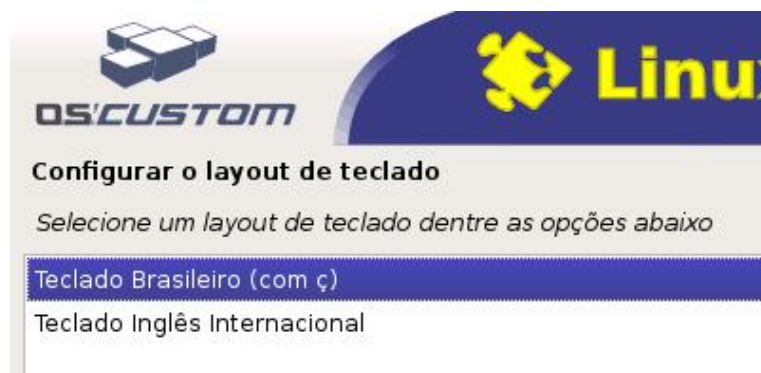 OS'CUSTOM
Linux
Configurar o layout de teclado
Selecione um layout de teclado dentre as opções abaixo
Teclado Brasileiro (com ç)
Teclado Inglês Internacional